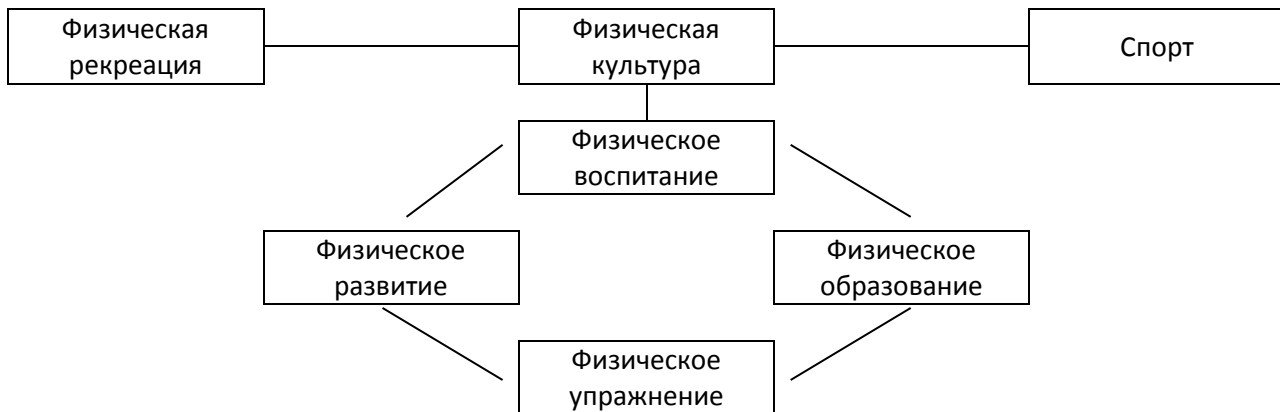 Физическая
рекреация
Физическая
культура
Спорт
Физическое
воспитание
Физическое
развитие
Физическое
образование
Физическое
упражнение